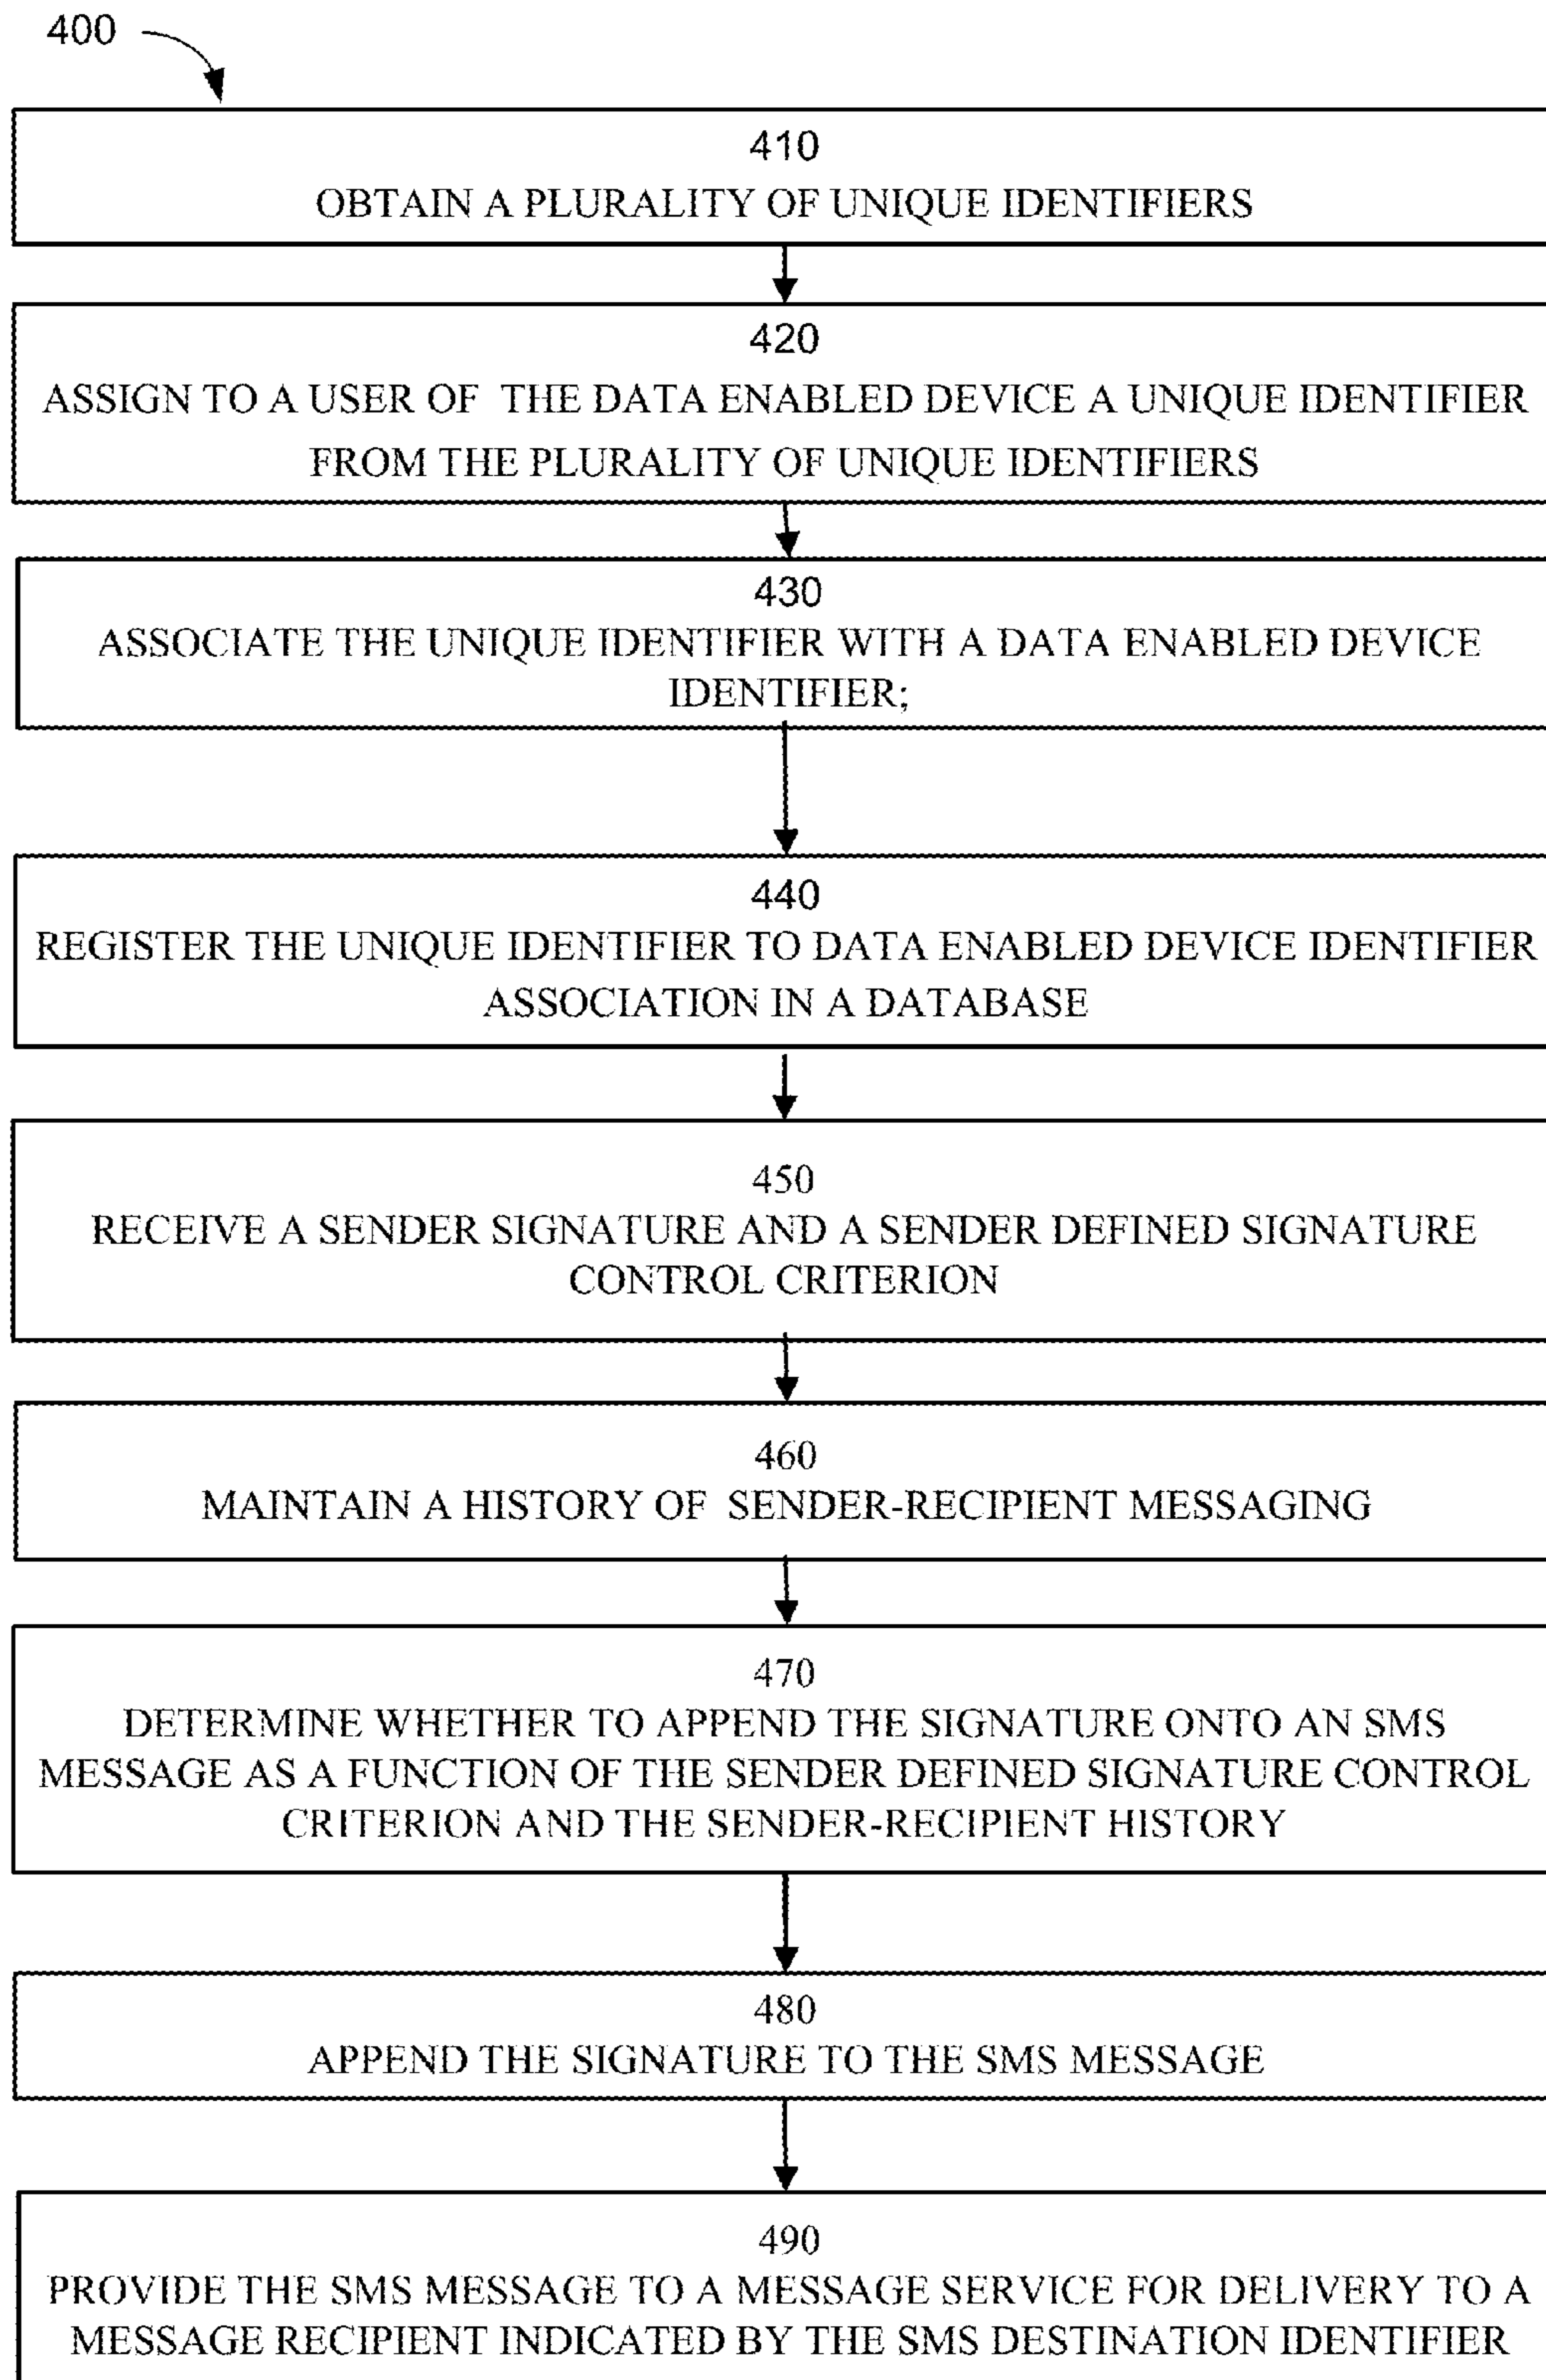 400
410
OBTAIN A PLURALITY OF UNIQUE IDENTIFIERS
420
ASSIGN TO A USER OF THE DATA ENABLED DEVICE A UNIQUE IDENTIFIER
FROM THE PLURALITY OF UNIQUE IDENTIFIERS
430
ASSOCIATE THE UNIQUE IDENTIFIER WITH A DATA ENABLED DEVICE
IDENTIFIER;
440
REGISTER THE UNIQUE IDENTIFIER TO DATA ENABLED DEVICE IDENTIFIER
ASSOCIATION IN A DATABASE
450
RECEIVE A SENDER SIGNATURE AND A SENDER DEFINED SIGNATURE
CONTROL CRITERION
460
MAINTAIN A HISTORY OF SENDER-RECIPIENT MESSAGING
470
DETERMINE WHETHER TO APPEND THE SIGNATURE ONTO AN SMS
MESSAGE AS A FUNCTION OF THE SENDER DEFINED SIGNATURE CONTROL
CRITERION AND THE SENDER-RECIPIENT HISTORY
480
APPEND THE SIGNATURE TO THE SMS MESSAGE
490
PROVIDE THE SMS MESSAGE TO A MESSAGE SERVICE FOR DELIVERY TO A
MESSAGE RECIPIENT INDICATED BY THE SMS DESTINATION IDENTIFIER